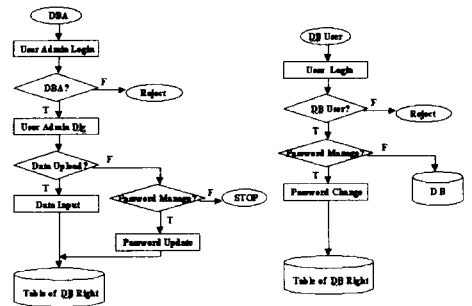 DBA
User Admin Login
DBA?
F
Reject
T
User Admin Dlg
Data Upload?
F
T
Data Input
Password Manage?
F
STOP
T
Password Update
Table of DB Right
DB User
User Login
DB User?
F
Reject
T
Password Manage?
F
T
Password Change
DB
Table of DB Right